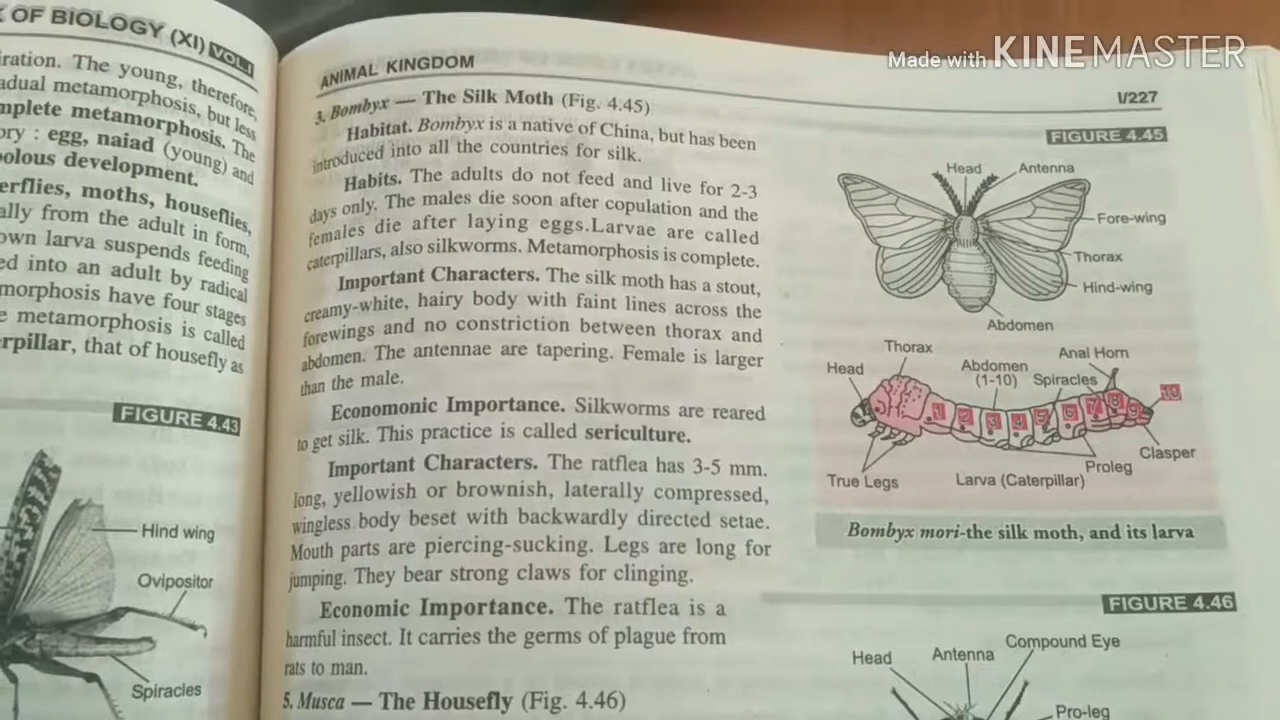 OF BIOLOGY (XI) VOL.I
iration. The young, therefore,
adual metamorphosis, but less
mplete metamorphosis. The
ory : egg, naiad (young) and
bolous development.
erflies, moths, houseflies,
ally from the adult in form,
own larva suspends feeding
ed into an adult by radical
morphosis have four stages
e metamorphosis is called
rpillar, that of housefly as
FIGURE 4.43
Hind wing
Ovipositor
Spiracles
Made with KINEMASTER
ANIMAL KINGDOM
I/227
3. Bombyx — The Silk Moth (Fig. 4.45)
Habitat. Bombyx is a native of China, but has been
introduced into all the countries for silk.
Habits. The adults do not feed and live for 2-3
days only. The males die soon after copulation and the
females die after laying eggs.Larvae are called
caterpillars, also silkworms. Metamorphosis is complete.
Important Characters. The silk moth has a stout,
creamy-white, hairy body with faint lines across the
forewings and no constriction between thorax and
abdomen. The antennae are tapering. Female is larger
than the male.
Econonomic Importance. Silkworms are reared
to get silk. This practice is called sericulture.
Important Characters. The ratflea has 3-5 mm.
long, yellowish or brownish, laterally compressed,
wingless body beset with backwardly directed setae.
Mouth parts are piercing-sucking. Legs are long for
jumping. They bear strong claws for clinging.
Economic Importance. The ratflea is a
harmful insect. It carries the germs of plague from
rats to man.
5. Musca — The Housefly (Fig. 4.46)
FIGURE 4.45
Head
Antenna
Fore-wing
Thorax
Hind-wing
Abdomen
Thorax
Anal Horn
Head
Abdomen
(1-10)
Spiracles
1 2 3 4 5 6 7 8 9 10
Clasper
Proleg
True Legs
Larva (Caterpillar)
Bombyx mori-the silk moth, and its larva
FIGURE 4.46
Compound Eye
Antenna
Head
Pro-leg